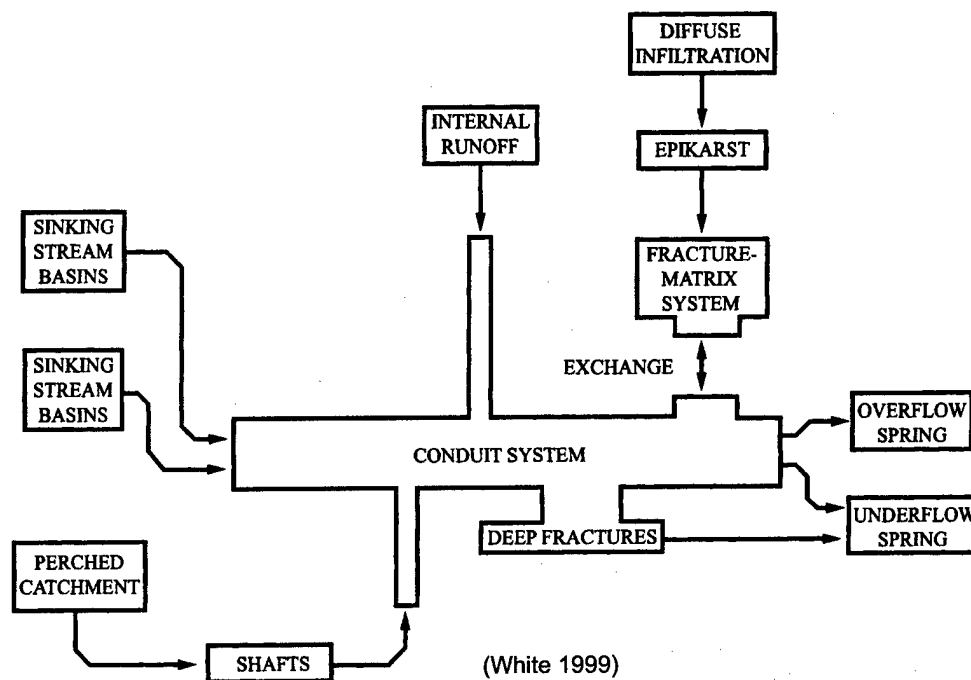 DIFFUSE
INFILTRATION
INTERNAL
RUNOFF
EPIKARST
SINKING
STREAM
BASINS
FRACTURE-
MATRIX
SYSTEM
EXCHANGE
SINKING
STREAM
BASINS
OVERFLOW
SPRING
CONDUIT SYSTEM
UNDERFLOW
SPRING
DEEP FRACTURES
PERCHED
CATCHMENT
SHAFTS
(White 1999)